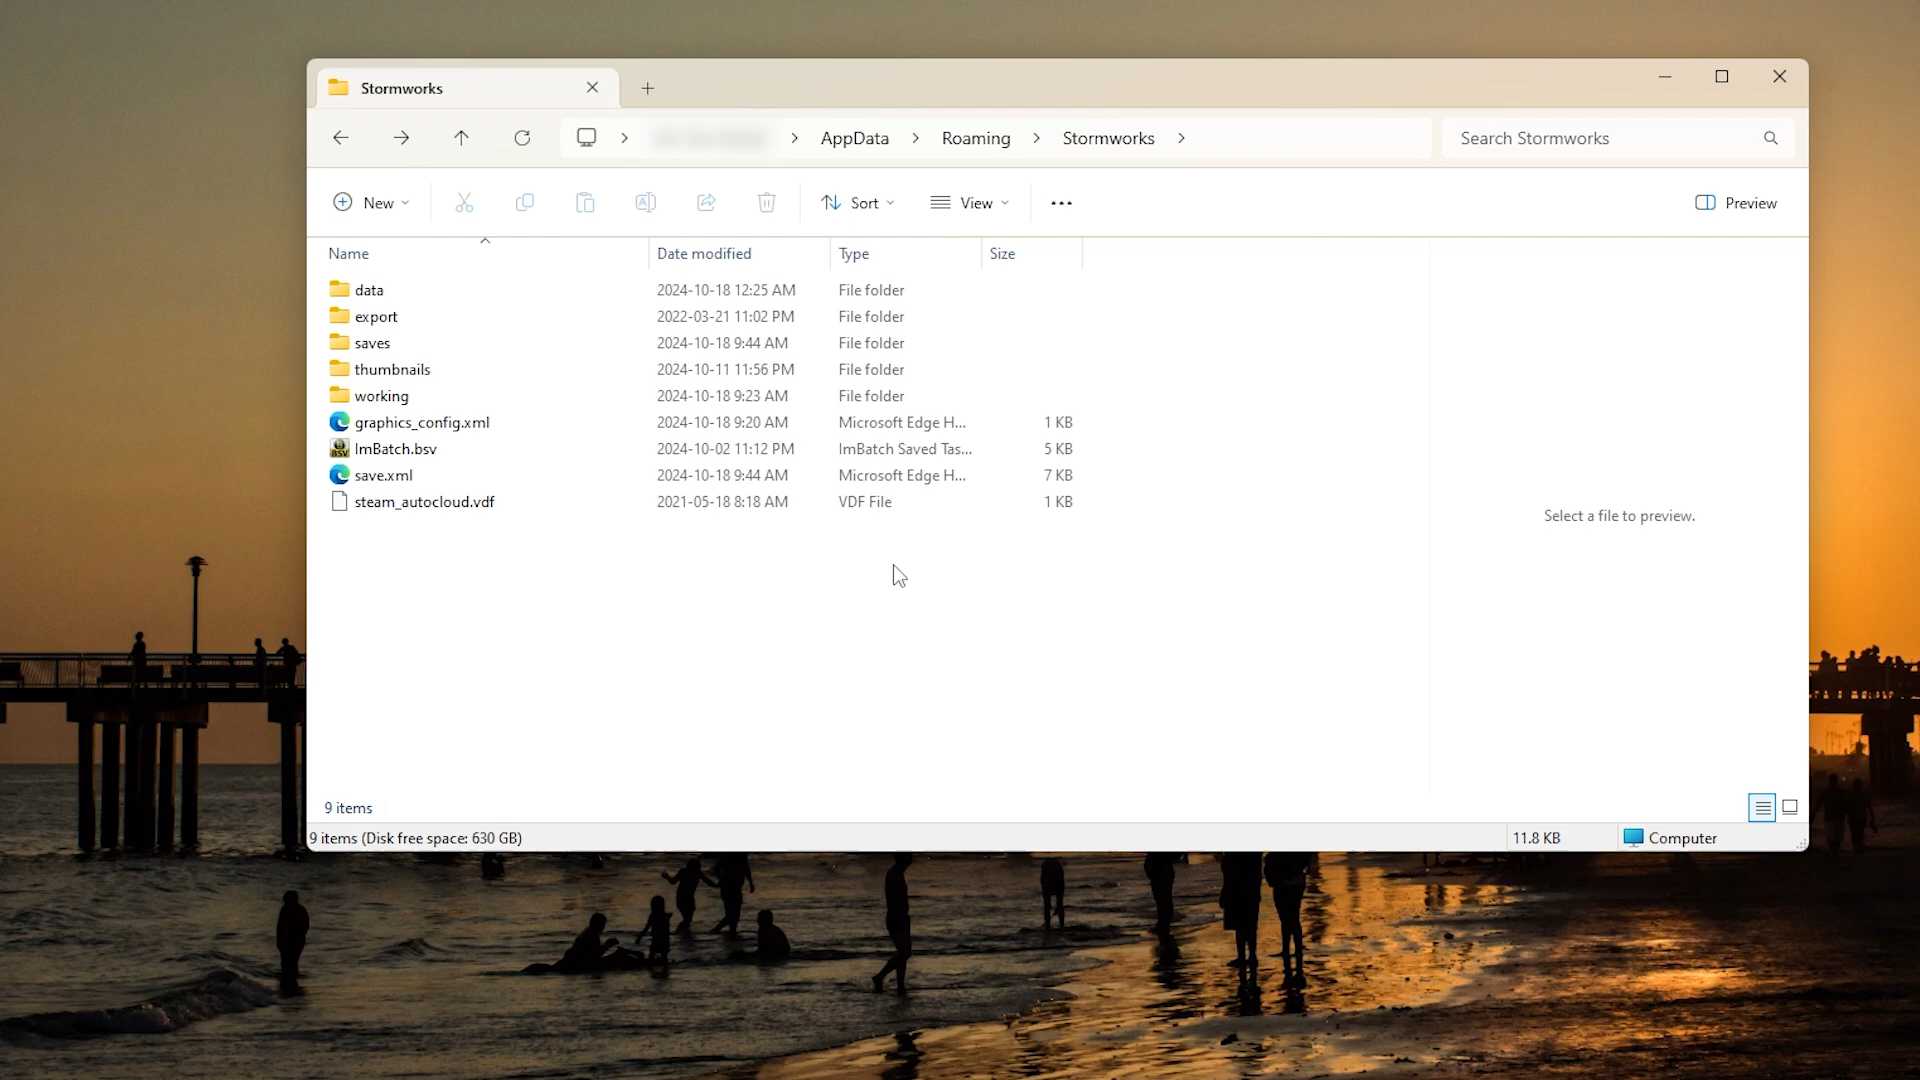 Stormworks
AppData Roaming Stormworks
Search Stormworks
New Sort View Preview
Name Date modified Type Size
data 2024-10-18 12:25 AM File folder
export 2022-03-21 11:02 PM File folder
saves 2024-10-18 9:44 AM File folder
thumbnails 2024-10-11 11:56 PM File folder
working 2024-10-18 9:23 AM File folder
graphics_config.xml 2024-10-18 9:20 AM Microsoft Edge H... 1 KB
ImBatch.bsv 2024-10-02 11:12 PM ImBatch Saved Tas... 5 KB
save.xml 2024-10-18 9:44 AM Microsoft Edge H... 7 KB
steam_autocloud.vdf 2021-05-18 8:18 AM VDF File 1 KB
Select a file to preview.
9 items
9 items (Disk free space: 630 GB) 11.8 KB Computer